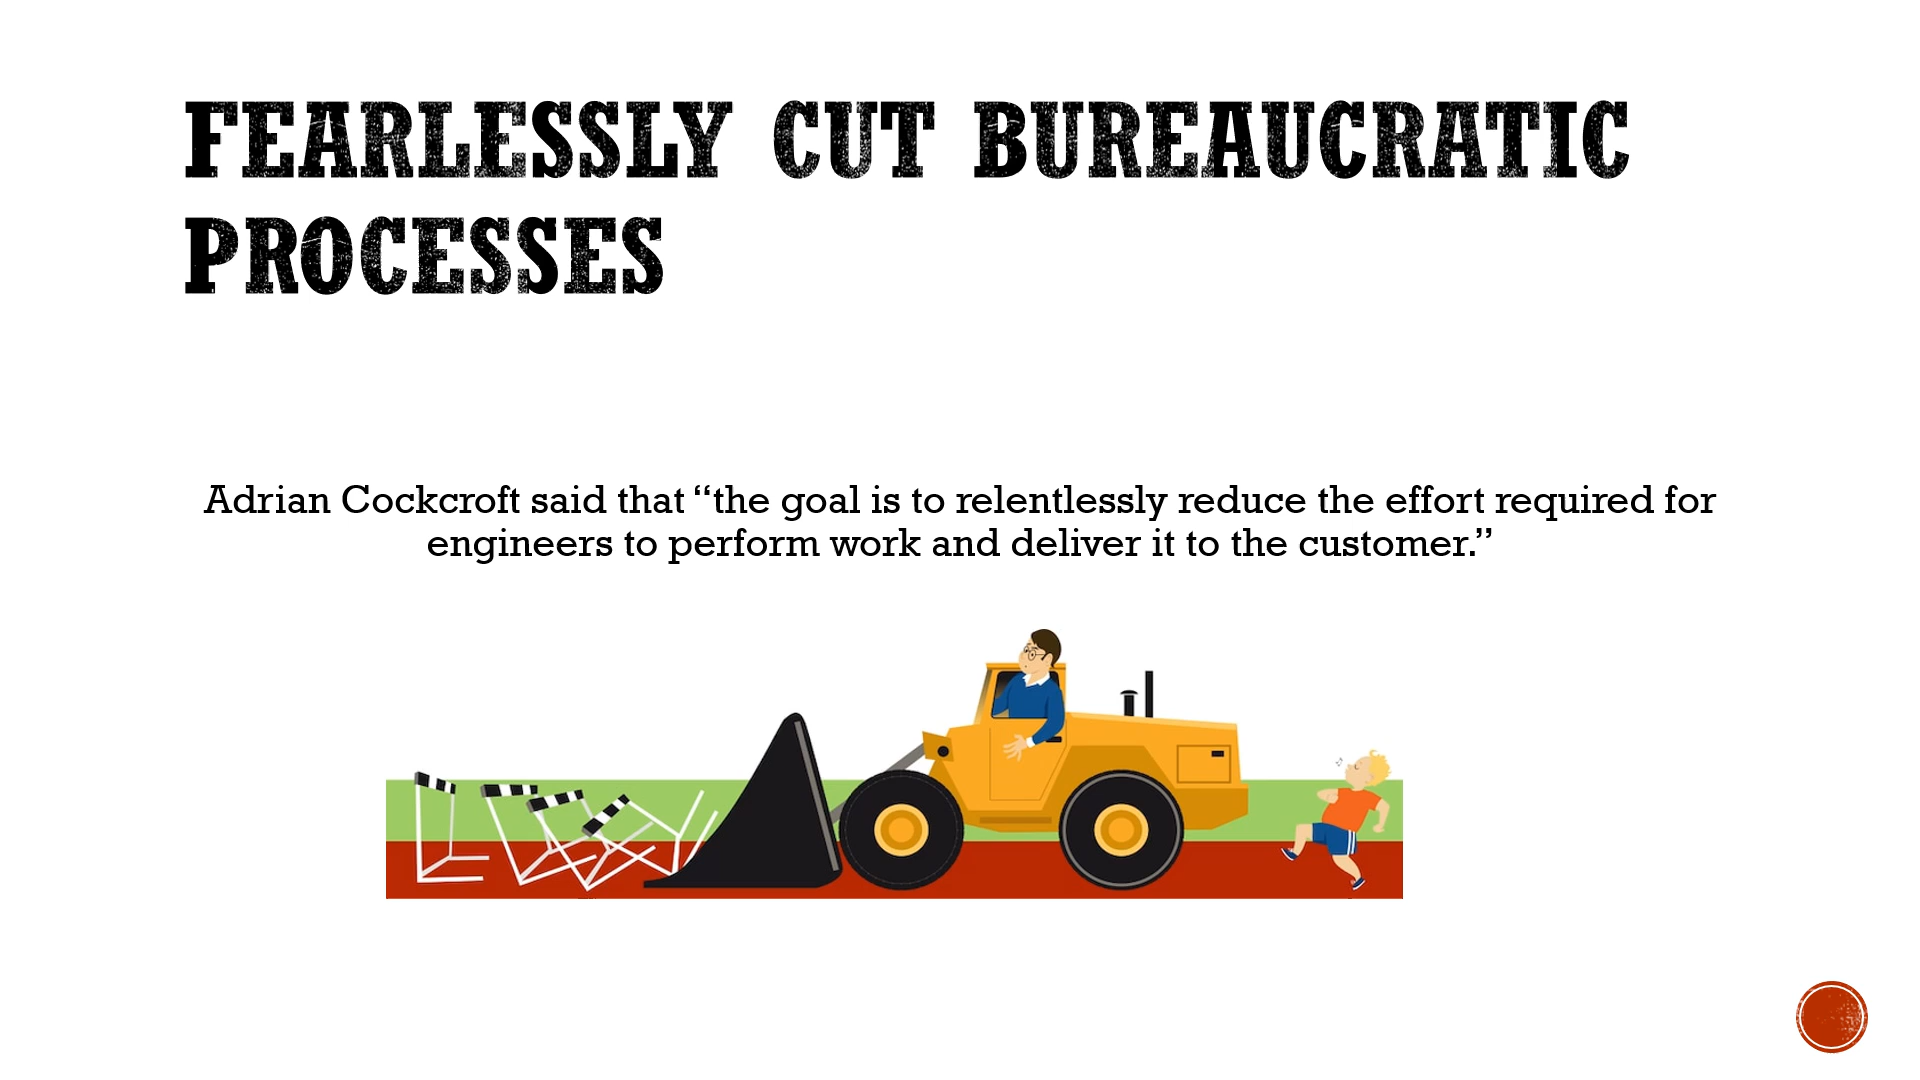 FEARLESSLY CUT BUREAUCRATIC
PROCESSES
Adrian Cockcroft said that “the goal is to relentlessly reduce the effort required for
engineers to perform work and deliver it to the customer.”